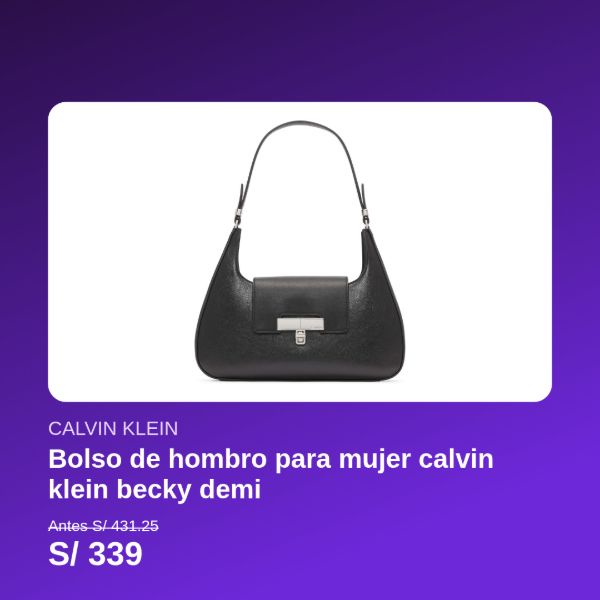 CALVIN KLEIN
Bolso de hombro para mujer calvin
klein becky demi
Antes S/ 431.25
S/ 339